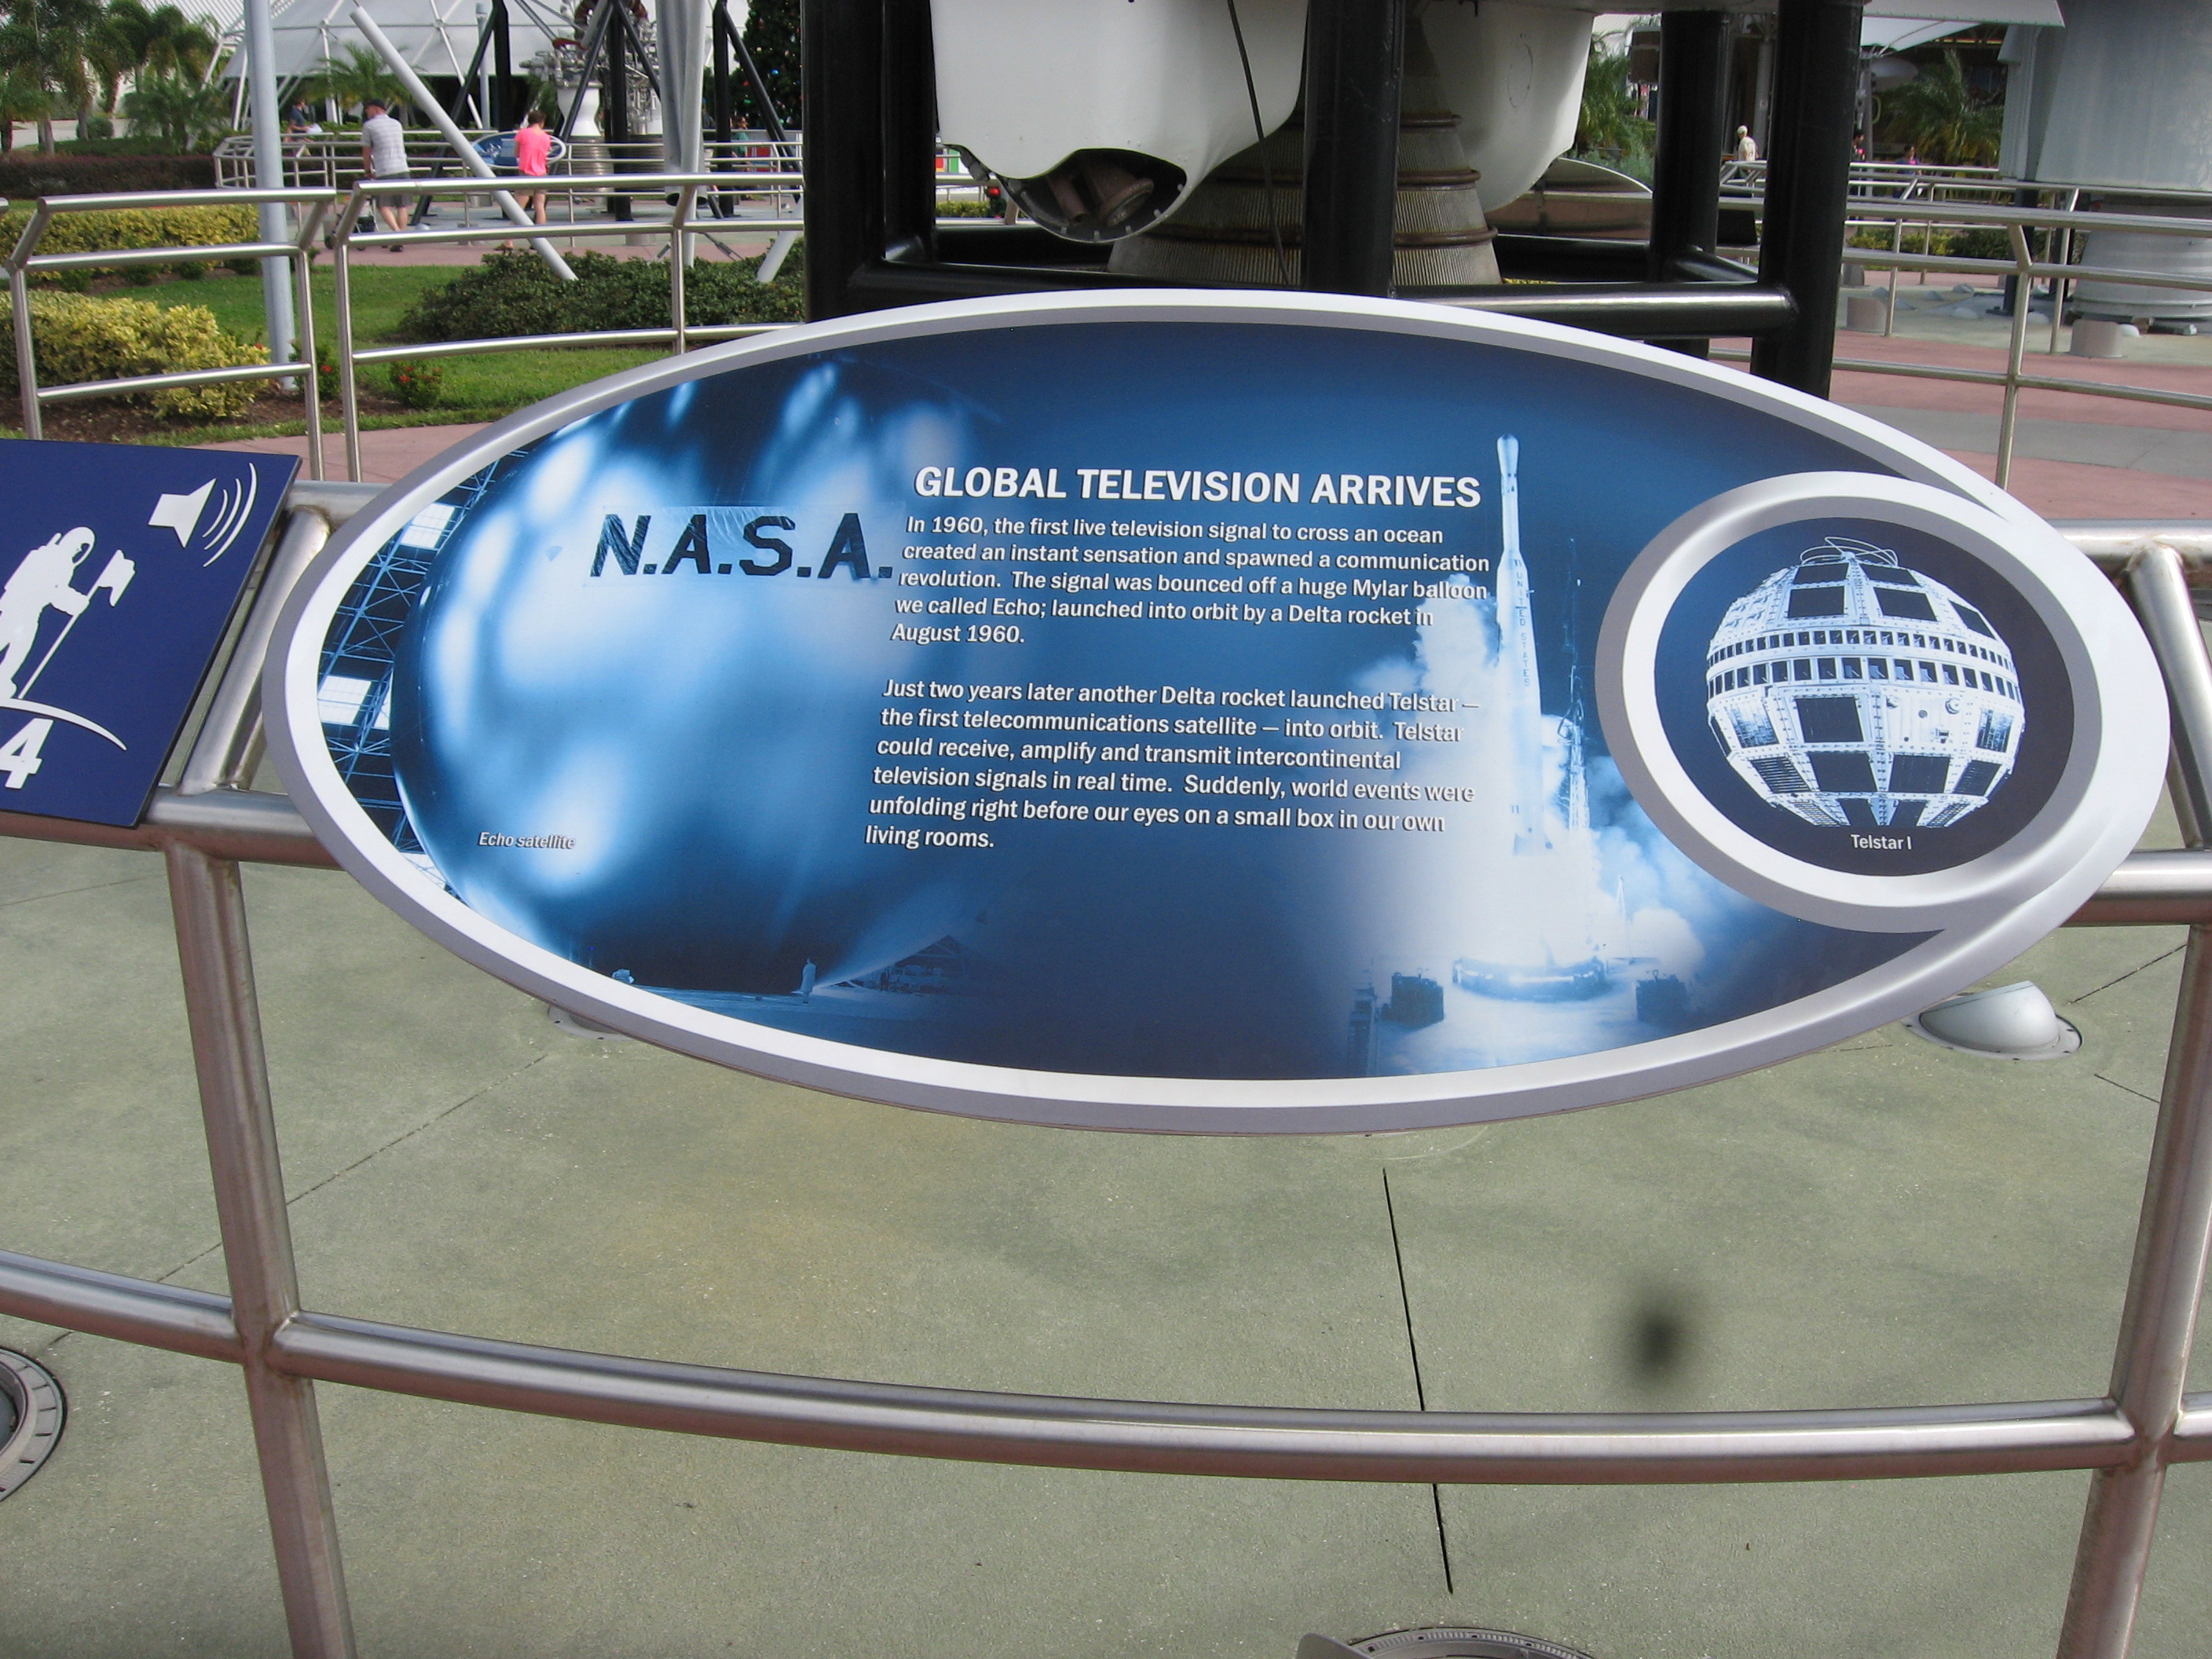 GLOBAL TELEVISION ARRIVES
N.A.S.A.
In 1960, the first live television signal to cross an ocean
created an instant sensation and spawned a communication
revolution. The signal was bounced off a huge Mylar balloon
we called Echo; launched into orbit by a Delta rocket in
August 1960.
Just two years later another Delta rocket launched Telstar —
the first telecommunications satellite — into orbit. Telstar
could receive, amplify and transmit intercontinental
television signals in real time. Suddenly, world events were
unfolding right before our eyes on a small box in our own
living rooms.
Echo satellite
UNITED STATES
Telstar I
4